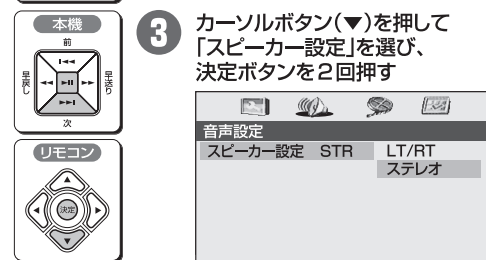 本機
前
早戻し
早送り
次
リモコン
決定
3
カーソルボタン(▼)を押して
「スピーカー設定」を選び、
決定ボタンを2回押す
音声設定
スピーカー設定 STR LT/RT
ステレオ